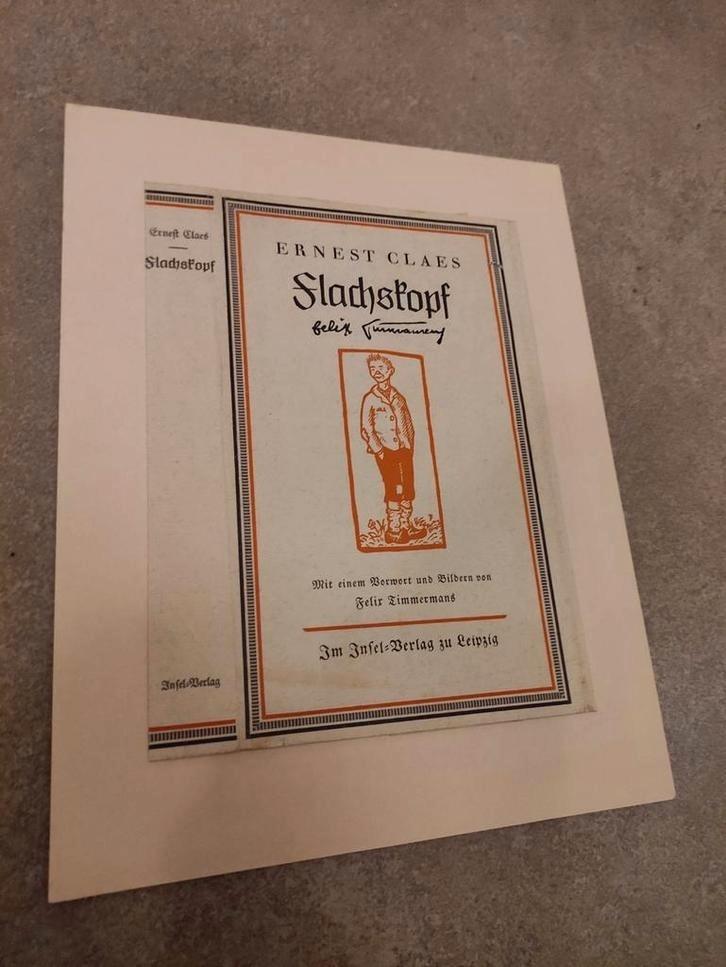 Ernest Claes
Flachskopf
Insel-Verlag
ERNEST CLAES
Flachskopf
Felix Timmermans
Mit einem Vorwort und Bildern von
Felix Timmermans
Im Insel-Verlag zu Leipzig